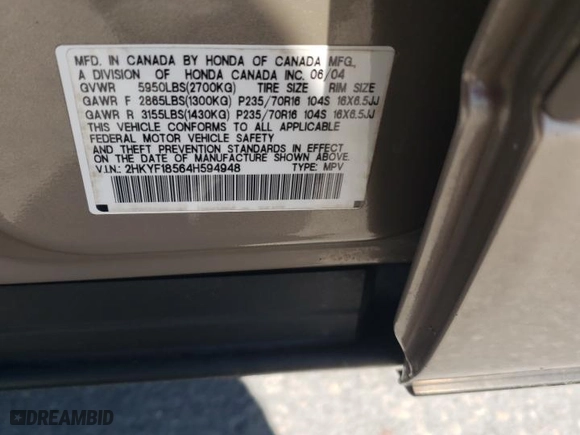 MFD. IN CANADA BY HONDA OF CANADA MFG.,
A DIVISION OF HONDA CANADA INC. 06/04
GVWR 5950LBS(2700KG) TIRE SIZE RIM SIZE
GAWR F 2865LBS(1300KG) P235/70R16 104S 16X6.5JJ
GAWR R 3155LBS(1430KG) P235/70R16 104S 16X6.5JJ
THIS VEHICLE CONFORMS TO ALL APPLICABLE
FEDERAL MOTOR VEHICLE SAFETY
AND THEFT PREVENTION STANDARDS IN EFFECT
ON THE DATE OF MANUFACTURE SHOWN ABOVE.
V.I.N.: 2HKYF18564H594948 TYPE: MPV
DREAMBID